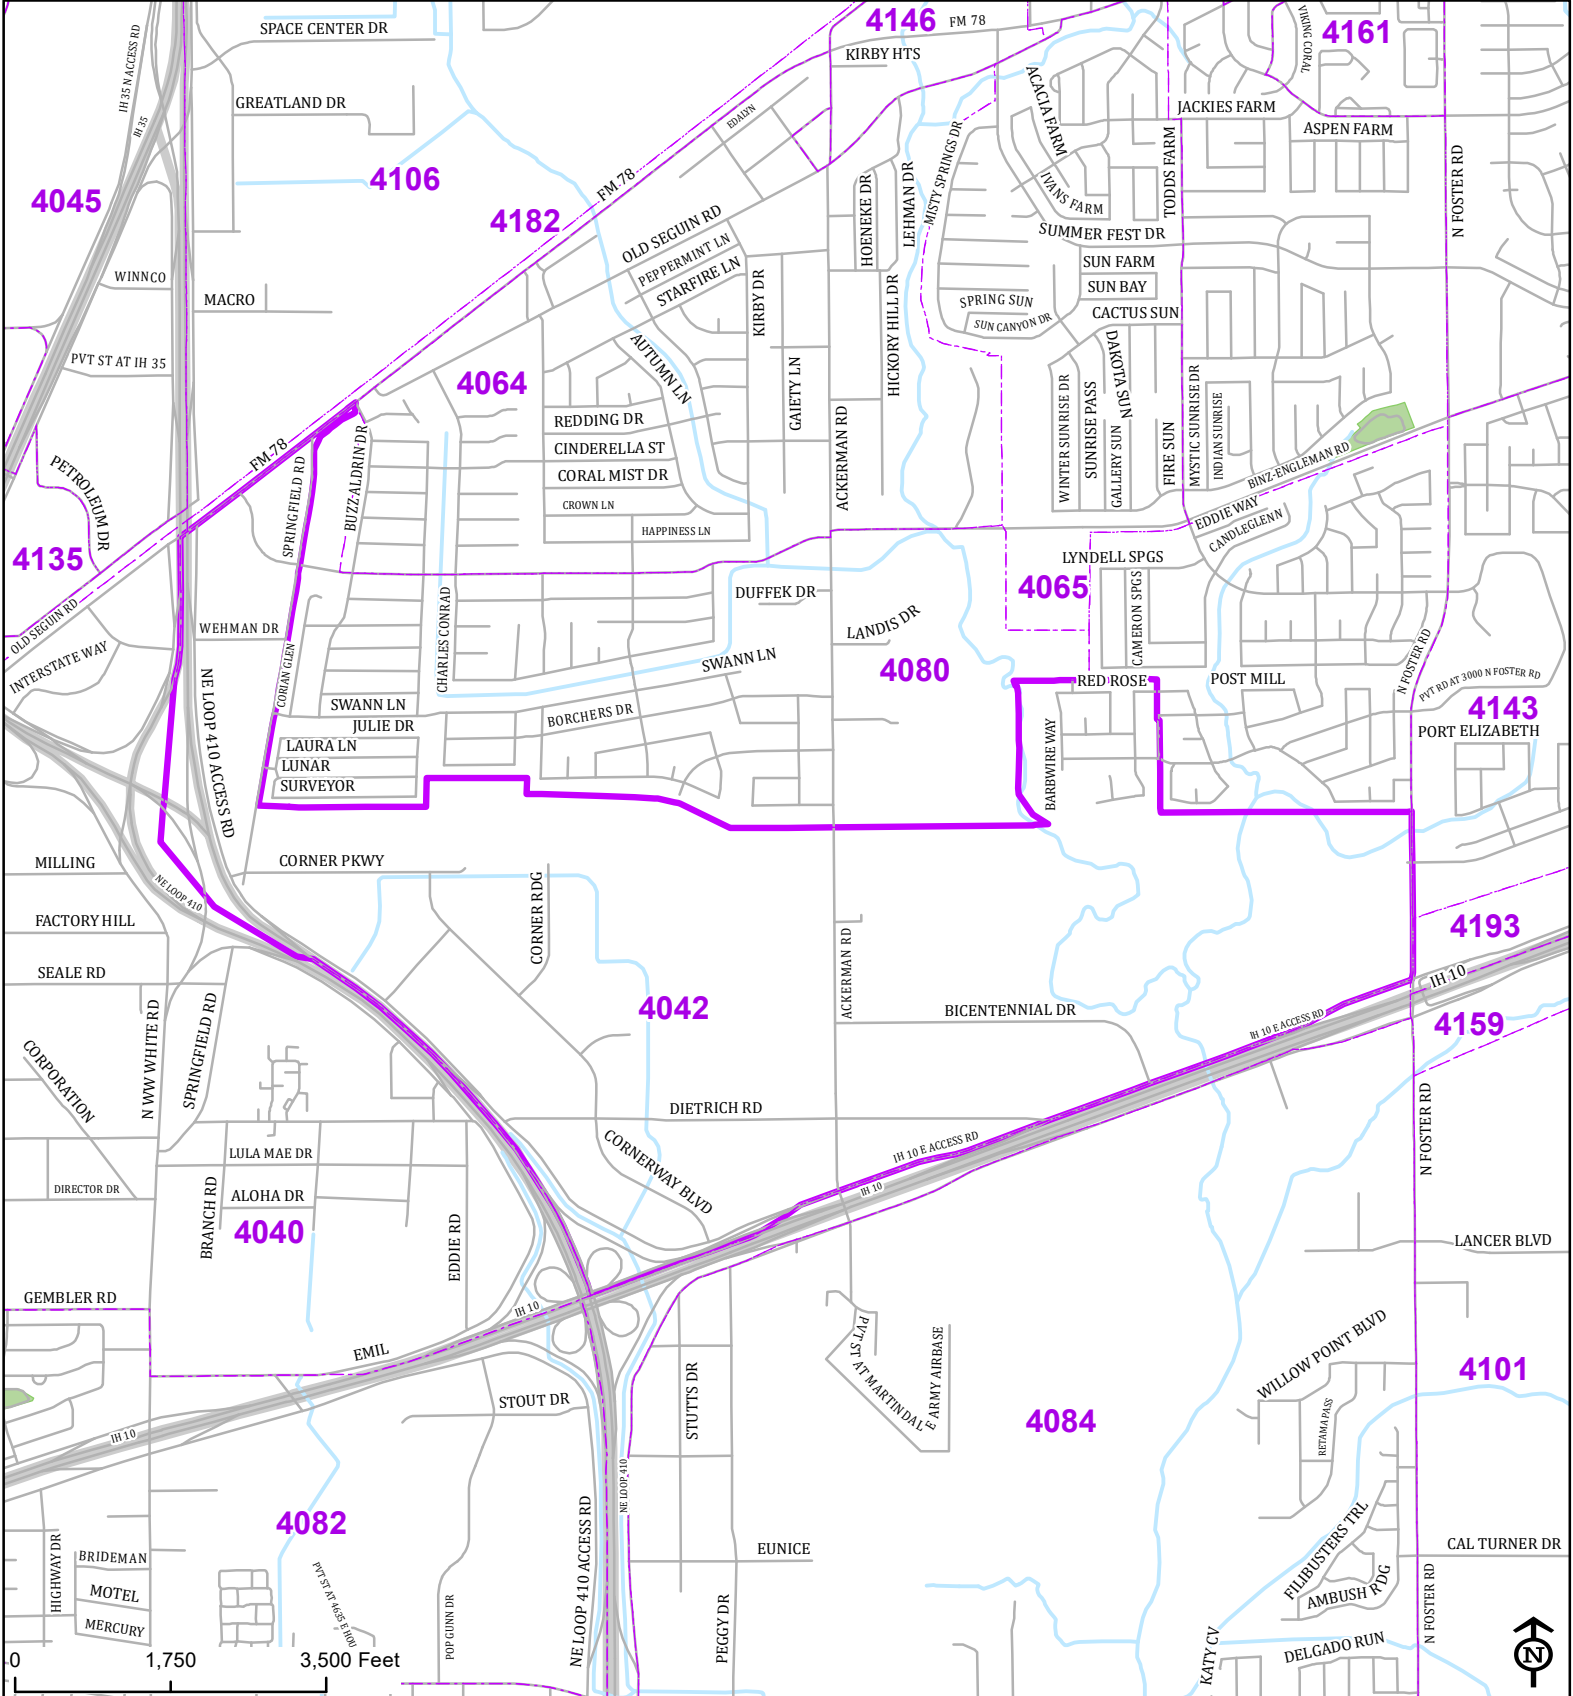 4146
FM 78
SPACE CENTER DR
KIRBY HTS
4161
VIKING CORAL
IH 35 N ACCESS RD
IH 35
GREATLAND DR
EDALYN
ACACIA FARM
JACKIES FARM
ASPEN FARM
4045
4106
4182
FM 78
OLD SEGUIN RD
PEPPERMINT LN
STARFIRE LN
HOENEKE DR
LEHMAN DR
MISTY SPRINGS DR
IVANS FARM
TODDS FARM
N FOSTER RD
SUMMER FEST DR
SUN FARM
SUN BAY
WINNCO
MACRO
KIRBY DR
HICKORY HILL DR
SPRING SUN
SUN CANYON DR
CACTUS SUN
PVT ST AT IH 35
4064
AUTUMN LN
GAIETY LN
ACKERMAN RD
DAKOTA SUN
WINTER SUNRISE DR
SUNRISE PASS
GALLERY SUN
FIRE SUN
MYSTIC SUNRISE DR
INDIAN SUNRISE
REDDING DR
CINDERELLA ST
CORAL MIST DR
CROWN LN
HAPPINESS LN
FM-78
SPRINGFIELD RD
BUZZ ALDRIN DR
BINZ-ENGLEMAN RD
EDDIE WAY
CANDLEGLENN
PETROLEUM DR
4135
LYNDELL SPGS
4065
CAMERON SPGS
OLD SEGUIN RD
INTERSTATE WAY
WEHMAN DR
CHARLES CONRAD
DUFFEK DR
LANDIS DR
SWANN LN
4080
RED ROSE
POST MILL
N FOSTER RD
PVT RD AT 3000 N FOSTER RD
4143
PORT ELIZABETH
NE LOOP 410 ACCESS RD
CORIAN GLEN
SWANN LN
JULIE DR
BORCHERS DR
LAURA LN
LUNAR
SURVEYOR
BARBWIRE WAY
MILLING
NE LOOP 410
CORNER PKWY
CORNER RDG
FACTORY HILL
4193
SEALE RD
ACKERMAN RD
IH 10
N WW WHITE RD
SPRINGFIELD RD
4042
BICENTENNIAL DR
IH 10 E ACCESS RD
4159
CORPORATION
DIETRICH RD
N FOSTER RD
LULA MAE DR
CORNERWAY BLVD
IH 10 E ACCESS RD
IH 10
DIRECTOR DR
BRANCH RD
ALOHA DR
4040
EDDIE RD
LANCER BLVD
GEMBLER RD
IH 10
EMIL
PVT ST AT MARTINDAL
E ARMY AIRBASE
WILLOW POINT BLVD
4101
STOUT DR
STUTTS DR
4084
RETAMA PASS
IH 10
NE LOOP 410
4082
NE LOOP 410 ACCESS RD
FILIBUSTERS TRL
HIGHWAY DR
BRIDEMAN
MOTEL
MERCURY
PVT ST AT 4635 E HOU
POP GUNN DR
EUNICE
PEGGY DR
CAL TURNER DR
AMBUSH RDG
N FOSTER RD
KATY CV
DELGADO RUN
0 1,750 3,500 Feet
N